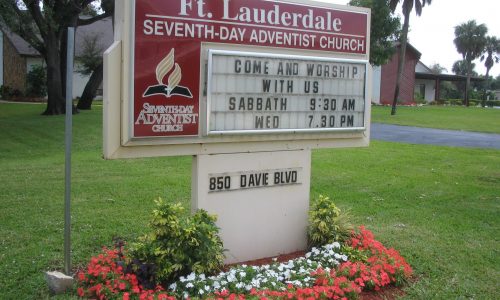 Ft. Lauderdale
SEVENTH-DAY ADVENTIST CHURCH
COME AND WORSHIP
WITH US
SABBATH 9:30 AM
WED 7.30 PM
SEVENTH-DAY
ADVENTIST
CHURCH
850 DAVIE BLVD